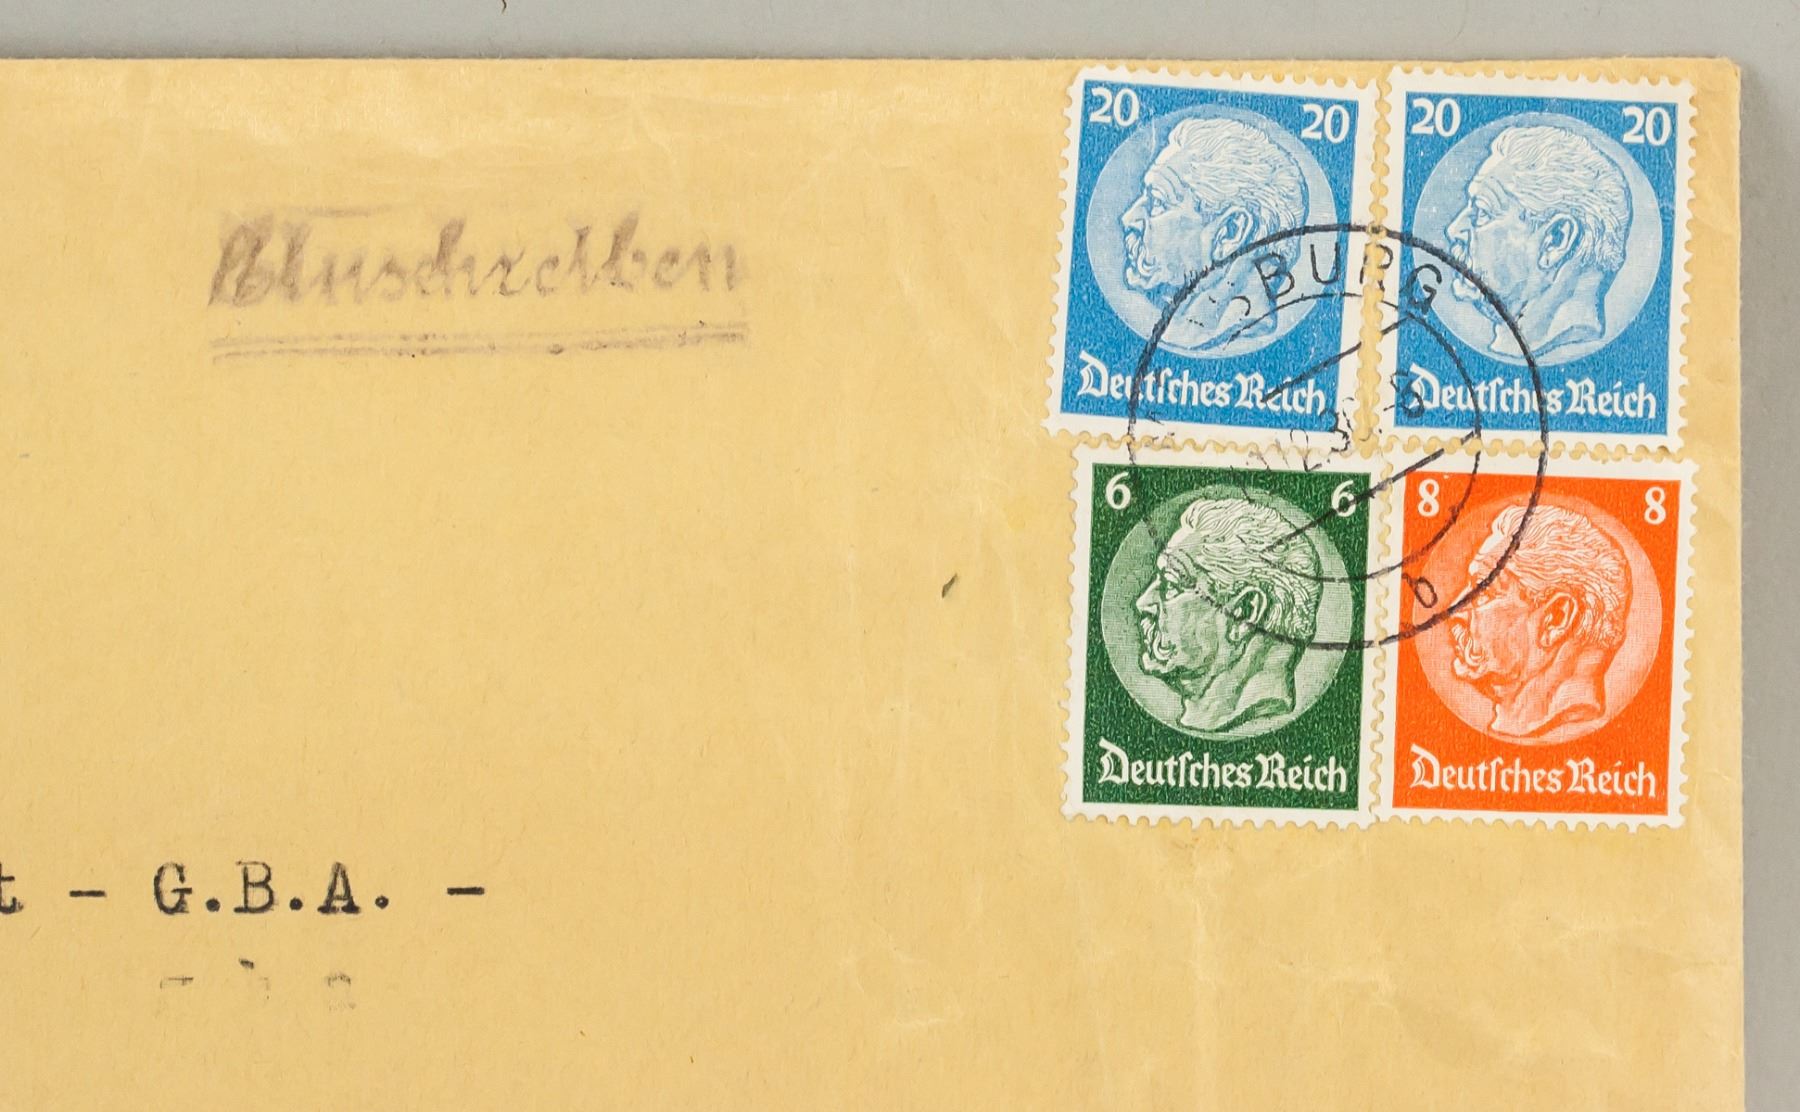 20 20
Deutsches Reich
20 20
Deutsches Reich
Einschreiben
BURG
6 6
Deutsches Reich
8 8
Deutsches Reich
b
- G.B.A. -